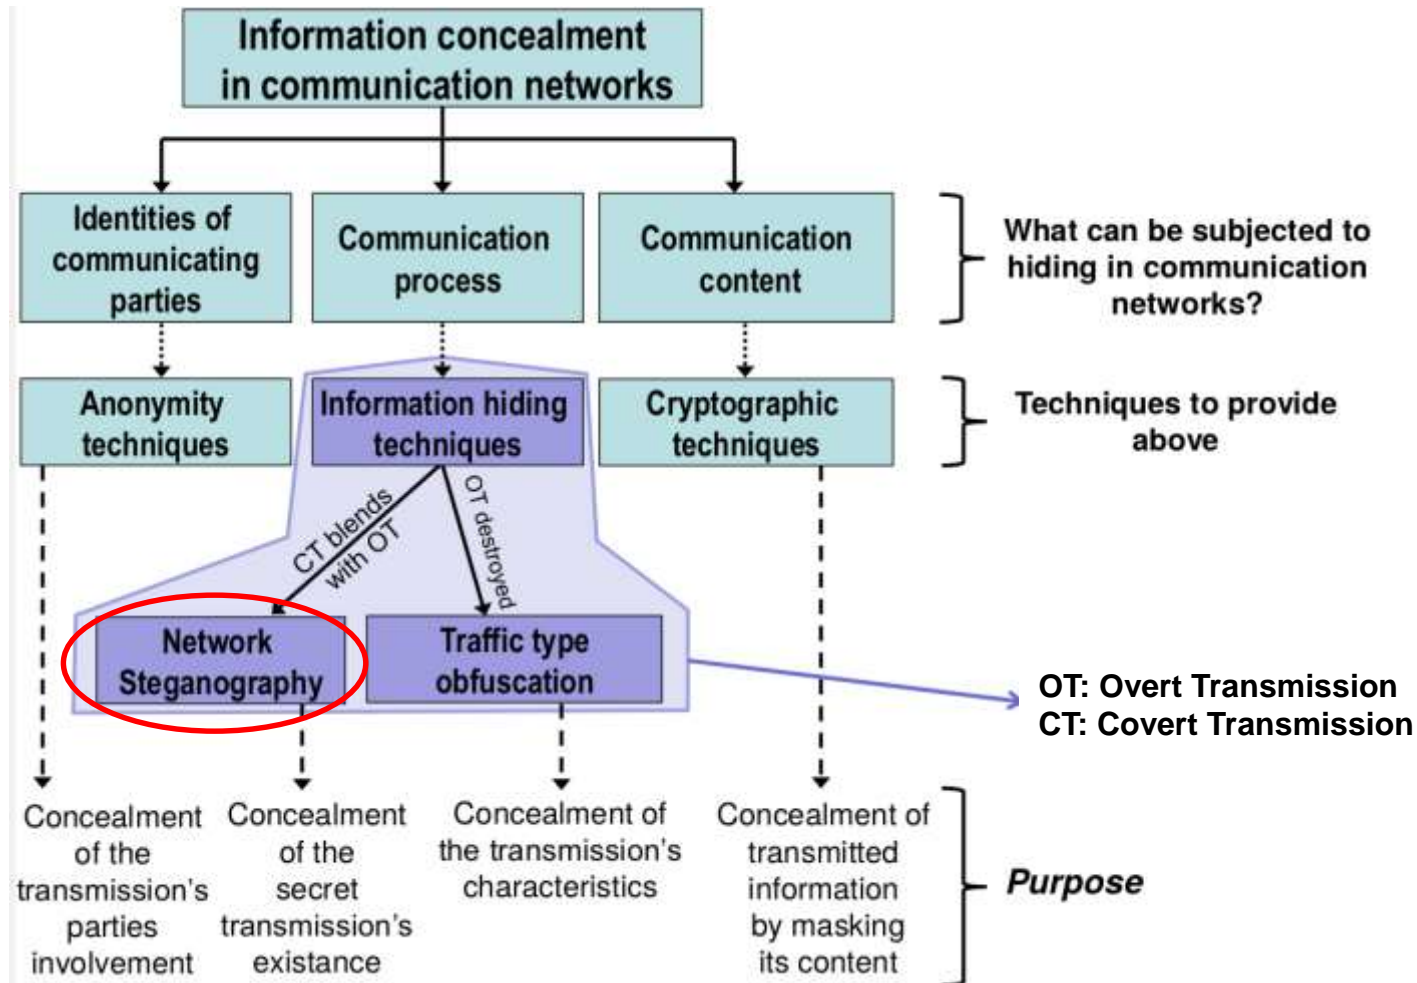 Information concealment
in communication networks
Identities of
communicating
parties
Communication
process
Communication
content
What can be subjected to
hiding in communication
networks?
Anonymity
techniques
Information hiding
techniques
Cryptographic
techniques
Techniques to provide
above
CT blends
with OT
OT destroyed
Network
Steganography
Traffic type
obfuscation
OT: Overt Transmission
CT: Covert Transmission
Concealment
of the
transmission's
parties
involvement
Concealment
of the
secret
transmission's
existance
Concealment of
the transmission's
characteristics
Concealment of
transmitted
information
by masking
its content
Purpose